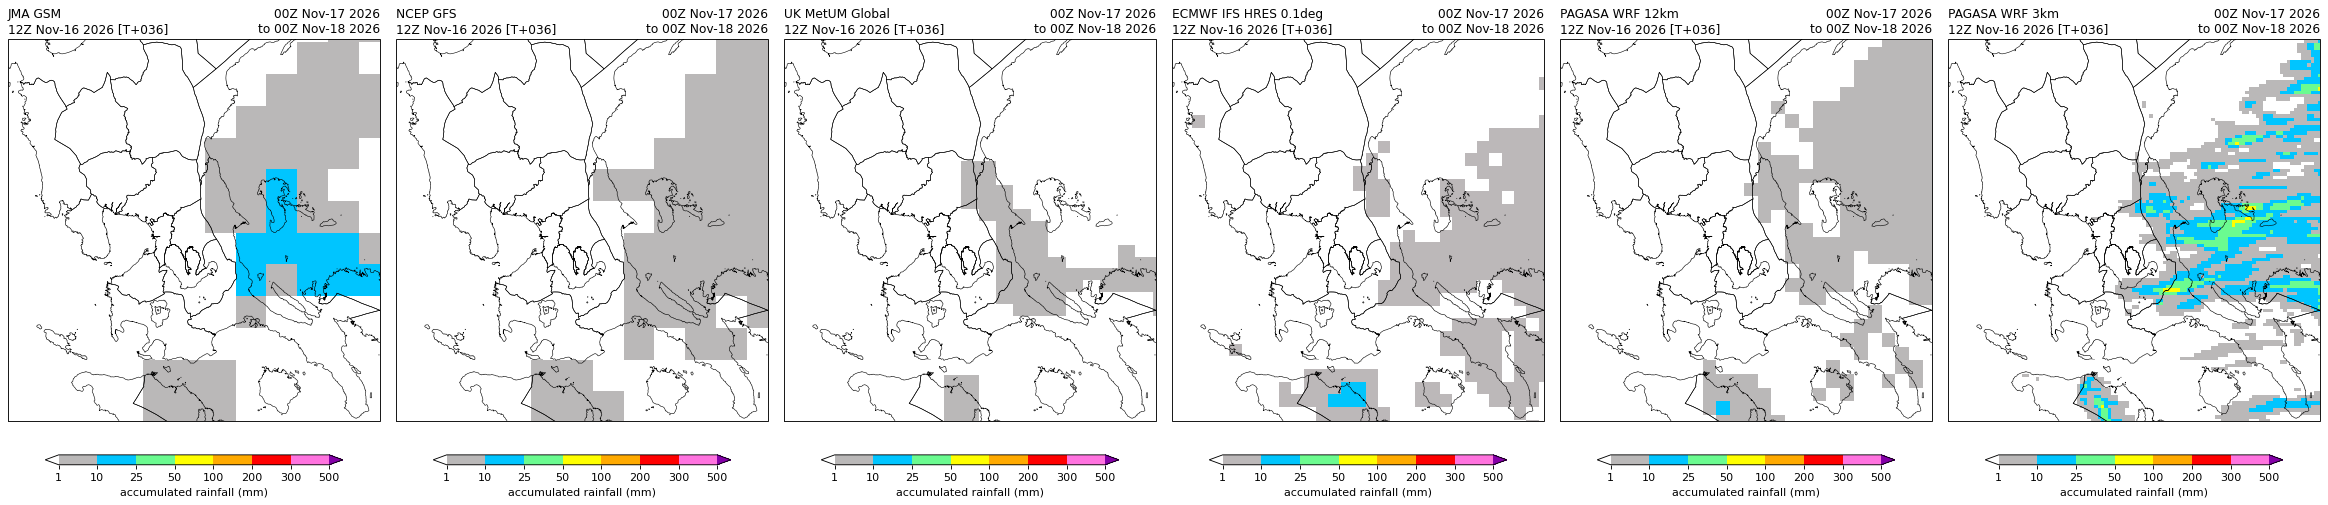 JMA GSM 00Z Nov-17 2026
12Z Nov-16 2026 [T+036] to 00Z Nov-18 2026
1 10 25 50 100 200 300 500
accumulated rainfall (mm)
NCEP GFS 00Z Nov-17 2026
12Z Nov-16 2026 [T+036] to 00Z Nov-18 2026
1 10 25 50 100 200 300 500
accumulated rainfall (mm)
UK MetUM Global 00Z Nov-17 2026
12Z Nov-16 2026 [T+036] to 00Z Nov-18 2026
1 10 25 50 100 200 300 500
accumulated rainfall (mm)
ECMWF IFS HRES 0.1deg 00Z Nov-17 2026
12Z Nov-16 2026 [T+036] to 00Z Nov-18 2026
1 10 25 50 100 200 300 500
accumulated rainfall (mm)
PAGASA WRF 12km 00Z Nov-17 2026
12Z Nov-16 2026 [T+036] to 00Z Nov-18 2026
1 10 25 50 100 200 300 500
accumulated rainfall (mm)
PAGASA WRF 3km 00Z Nov-17 2026
12Z Nov-16 2026 [T+036] to 00Z Nov-18 2026
1 10 25 50 100 200 300 500
accumulated rainfall (mm)